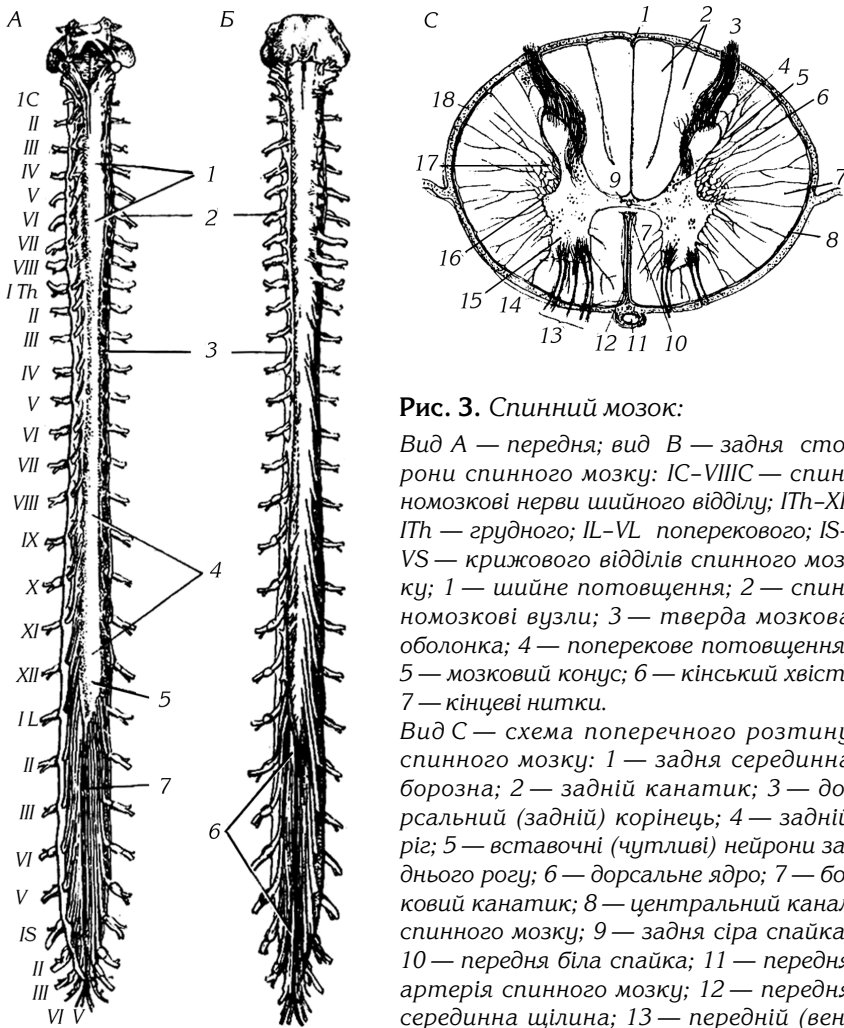 А
Б
С
1С
II
III
IV
V
VI
VII
VIII
I Th
II
III
IV
V
VI
VII
VIII
IX
X
XI
XII
I L
II
III
VI
V
IS
II
III
VI V
1
2
3
4
5
7
6
1
2
3
4
5
6
7
8
9
7
10
11
12
13
14
15
16
17
18
Рис. 3. Спинний мозок:
Вид А — передня; вид В — задня сто
рони спинного мозку: IC–VIIIC — спин
номозкові нерви шийного відділу; ITh–XI
ITh — грудного; IL–VL поперекового; IS–
VS — крижового відділів спинного моз
ку; 1 — шийне потовщення; 2 — спин
номозкові вузли; 3 — тверда мозкова
оболонка; 4 — поперекове потовщення
5 — мозковий конус; 6 — кінський хвіст
7 — кінцеві нитки.
Вид С — схема поперечного розтину
спинного мозку: 1 — задня серединна
борозна; 2 — задній канатик; 3 — до
рсальний (задній) корінець; 4 — задній
ріг; 5 — вставочні (чутливі) нейрони за
днього рогу; 6 — дорсальне ядро; 7 — бо
ковий канатик; 8 — центральний канал
спинного мозку; 9 — задня сіра спайка
10 — передня біла спайка; 11 — передня
артерія спинного мозку; 12 — передня
серединна щілина; 13 — передній (вен